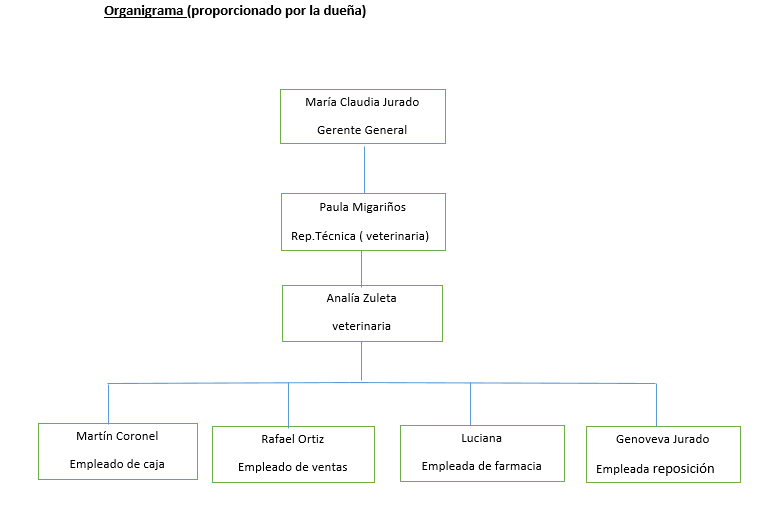 Organigrama (proporcionado por la dueña)
María Claudia Jurado
Gerente General
Paula Migariños
Rep.Técnica ( veterinaria)
Analía Zuleta
veterinaria
Martín Coronel
Empleado de caja
Rafael Ortiz
Empleado de ventas
Luciana
Empleada de farmacia
Genoveva Jurado
Empleada reposición